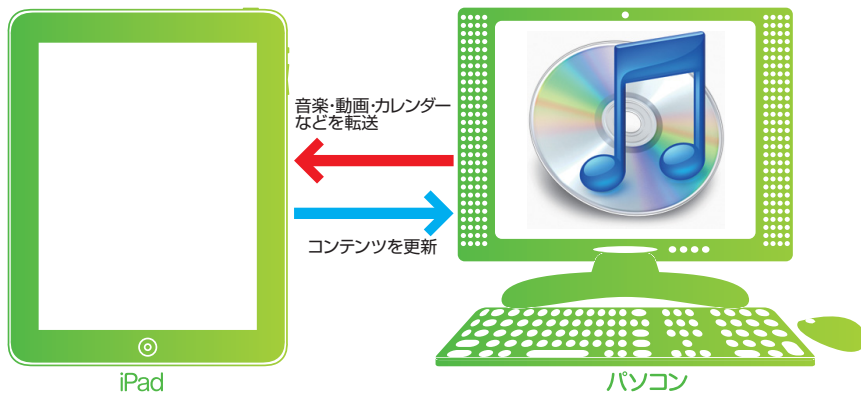 音楽・動画・カレンダー
などを転送
コンテンツを更新
iPad
パソコン